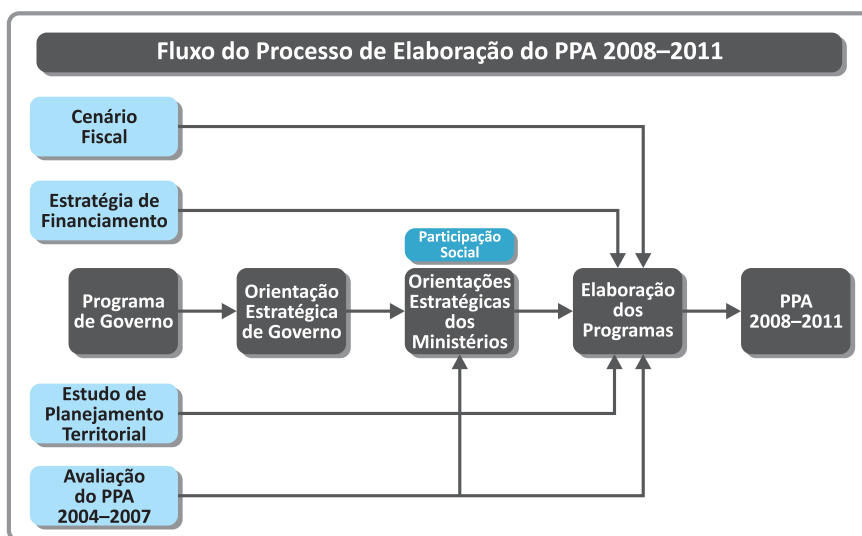 Fluxo do Processo de Elaboração do PPA 2008–2011
Cenário
Fiscal
Estratégia de
Financiamento
Participação
Social
Programa
de Governo
Orientação
Estratégica
de Governo
Orientações
Estratégicas
dos
Ministérios
Elaboração
dos
Programas
PPA
2008–2011
Estudo de
Planejamento
Territorial
Avaliação
do PPA
2004–2007